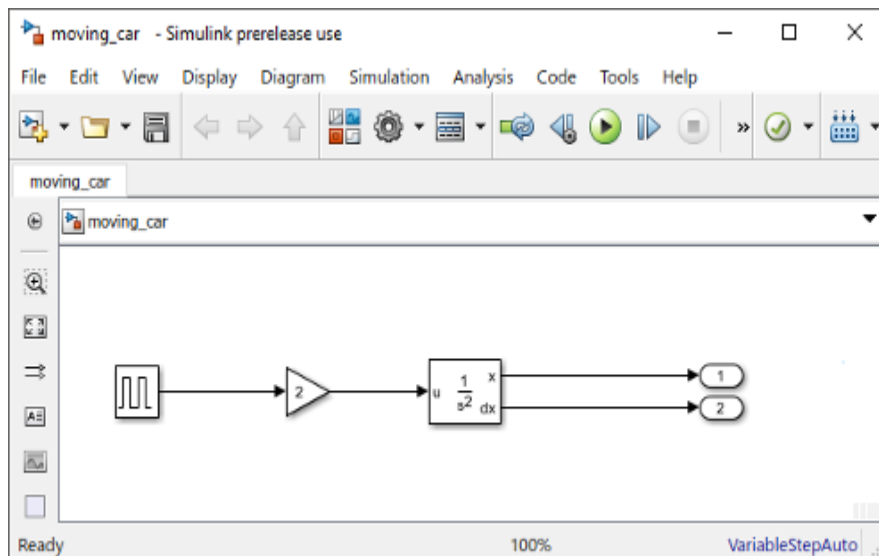 moving_car - Simulink prerelease use
File Edit View Display Diagram Simulation Analysis Code Tools Help
»
moving_car
moving_car
A
2
u 1 s² x dx
1
2
Ready 100% VariableStepAuto